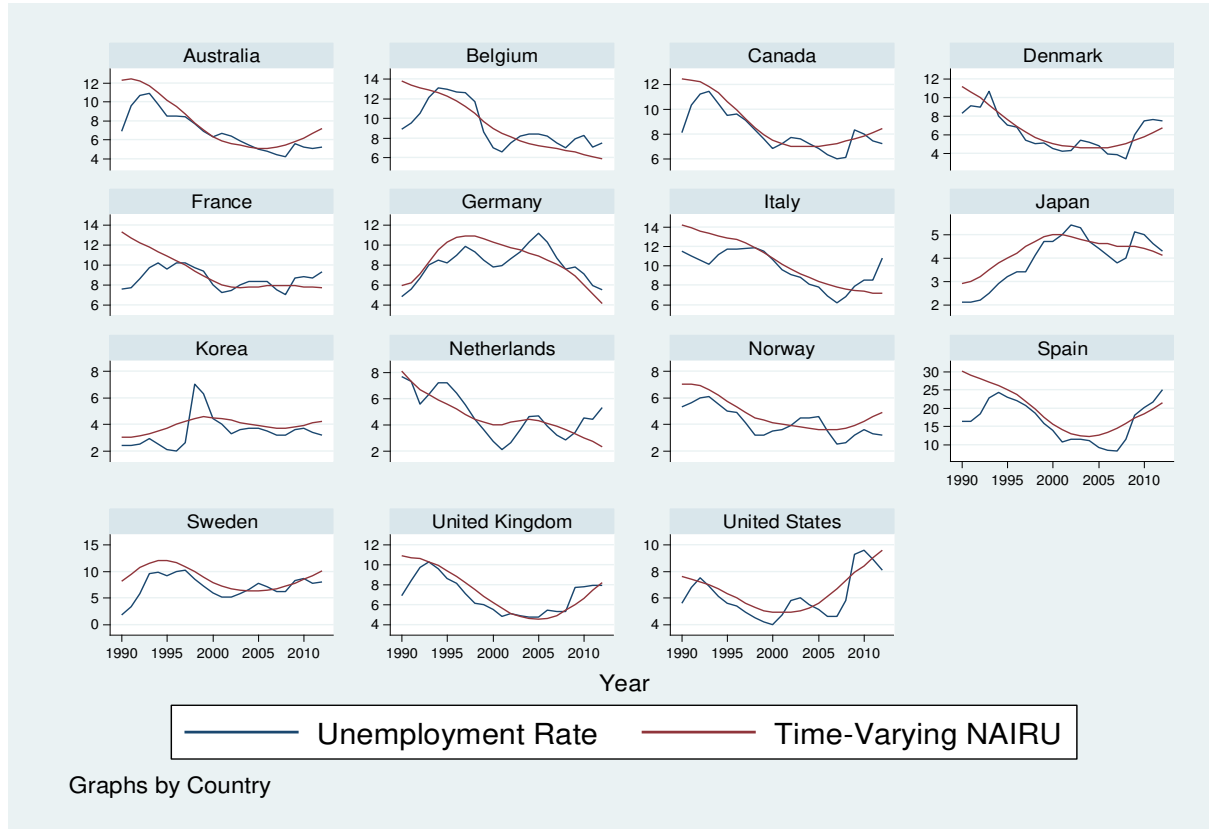 Australia
Belgium
Canada
Denmark
12
10
8
6
4
14
12
10
8
6
12
10
8
6
12
10
8
6
4
France
Germany
Italy
Japan
14
12
10
8
6
12
10
8
6
4
14
12
10
8
6
5
4
3
2
Korea
Netherlands
Norway
Spain
8
6
4
2
8
6
4
2
8
6
4
2
30
25
20
15
10
1990 1995 2000 2005 2010
Sweden
United Kingdom
United States
15
10
5
0
12
10
8
6
4
10
8
6
4
1990 1995 2000 2005 2010
1990 1995 2000 2005 2010
1990 1995 2000 2005 2010
Year
Unemployment Rate
Time-Varying NAIRU
Graphs by Country